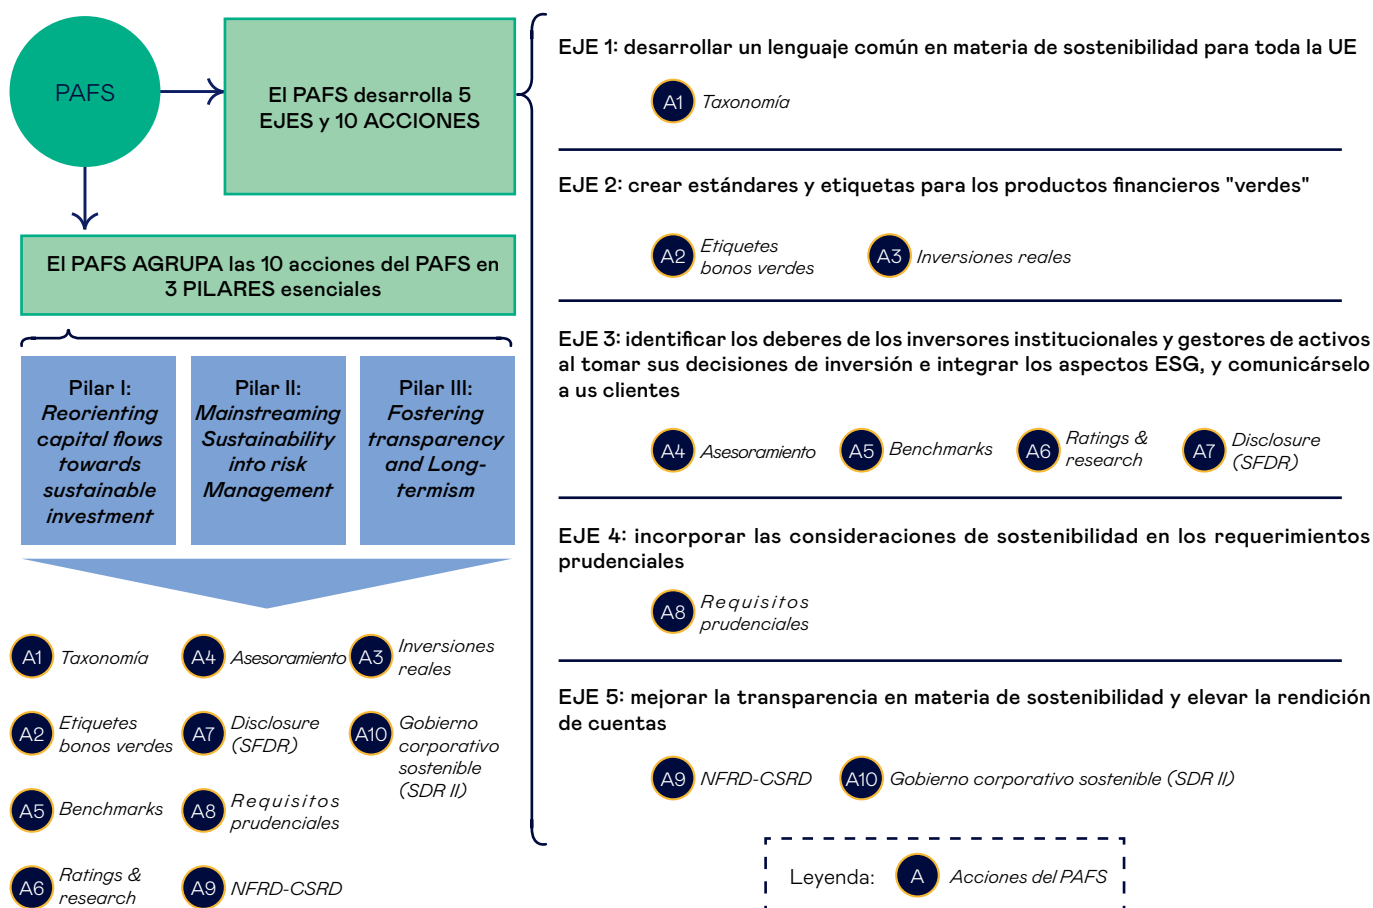 PAFS
El PAFS desarrolla 5
EJES y 10 ACCIONES
El PAFS AGRUPA las 10 acciones del PAFS en
3 PILARES esenciales
Pilar I:
Reorienting
capital flows
towards
sustainable
investment
Pilar II:
Mainstreaming
Sustainability
into risk
Management
Pilar III:
Fostering
transparency
and Long-
termism
A1 Taxonomía
A2 Etiquetes
bonos verdes
A5 Benchmarks
A6 Ratings &
research
A4 Asesoramiento
A7 Disclosure
(SFDR)
A8 Requisitos
prudenciales
A9 NFRD-CSRD
A3 Inversiones
reales
A10 Gobierno
corporativo
sostenible
(SDR II)
EJE 1: desarrollar un lenguaje común en materia de sostenibilidad para toda la UE
A1 Taxonomía
EJE 2: crear estándares y etiquetas para los productos financieros "verdes"
A2 Etiquetes
bonos verdes
A3 Inversiones reales
EJE 3: identificar los deberes de los inversores institucionales y gestores de activos
al tomar sus decisiones de inversión e integrar los aspectos ESG, y comunicárselo
a us clientes
A4 Asesoramiento
A5 Benchmarks
A6 Ratings &
research
A7 Disclosure
(SFDR)
EJE 4: incorporar las consideraciones de sostenibilidad en los requerimientos
prudenciales
A8 Requisitos
prudenciales
EJE 5: mejorar la transparencia en materia de sostenibilidad y elevar la rendición
de cuentas
A9 NFRD-CSRD
A10 Gobierno corporativo sostenible (SDR II)
Leyenda: A Acciones del PAFS